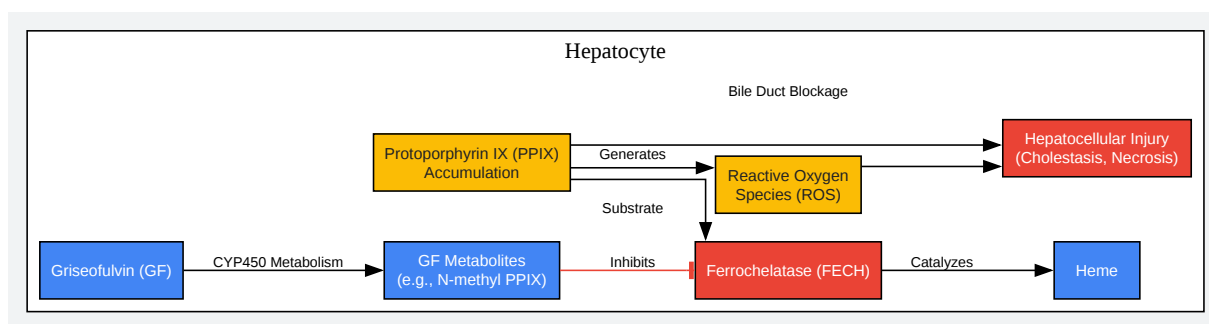 Hepatocyte
Bile Duct Blockage
Hepatocellular Injury
(Cholestasis, Necrosis)
Protoporphyrin IX (PPIX)
Accumulation
Generates
Reactive Oxygen
Species (ROS)
Substrate
Griseofulvin (GF)
CYP450 Metabolism
GF Metabolites
(e.g., N-methyl PPIX)
Inhibits
Ferrochelatase (FECH)
Catalyzes
Heme